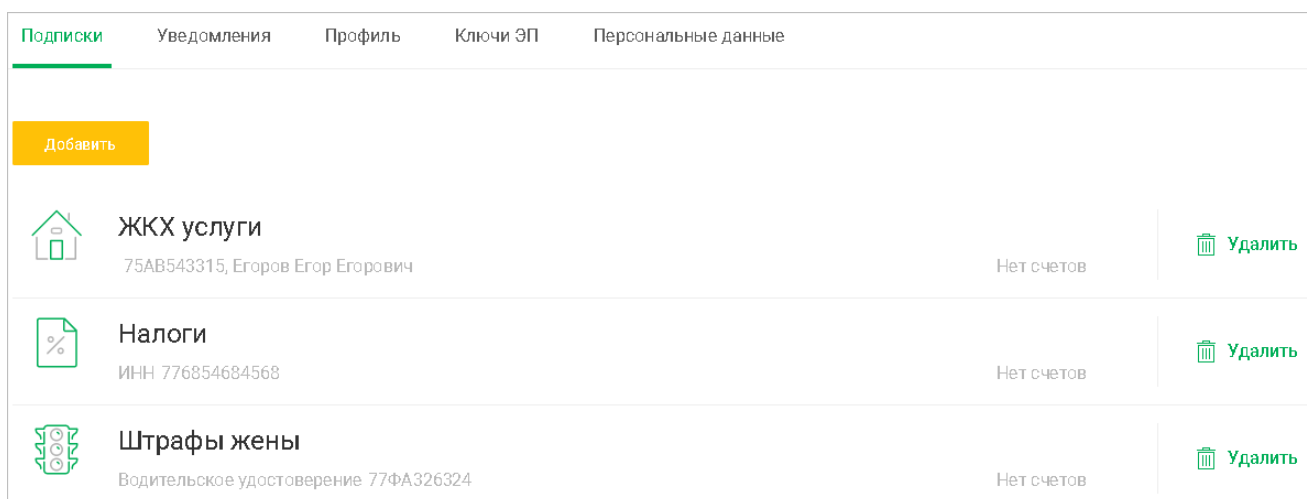 Подписки Уведомления Профиль Ключи ЭП Персональные данные
Добавить
ЖКХ услуги
75АВ543315, Егоров Егор Егорович Нет счетов Удалить
Налоги
ИНН 776854684568 Нет счетов Удалить
Штрафы жены
Водительское удостоверение 77ФА326324 Нет счетов Удалить